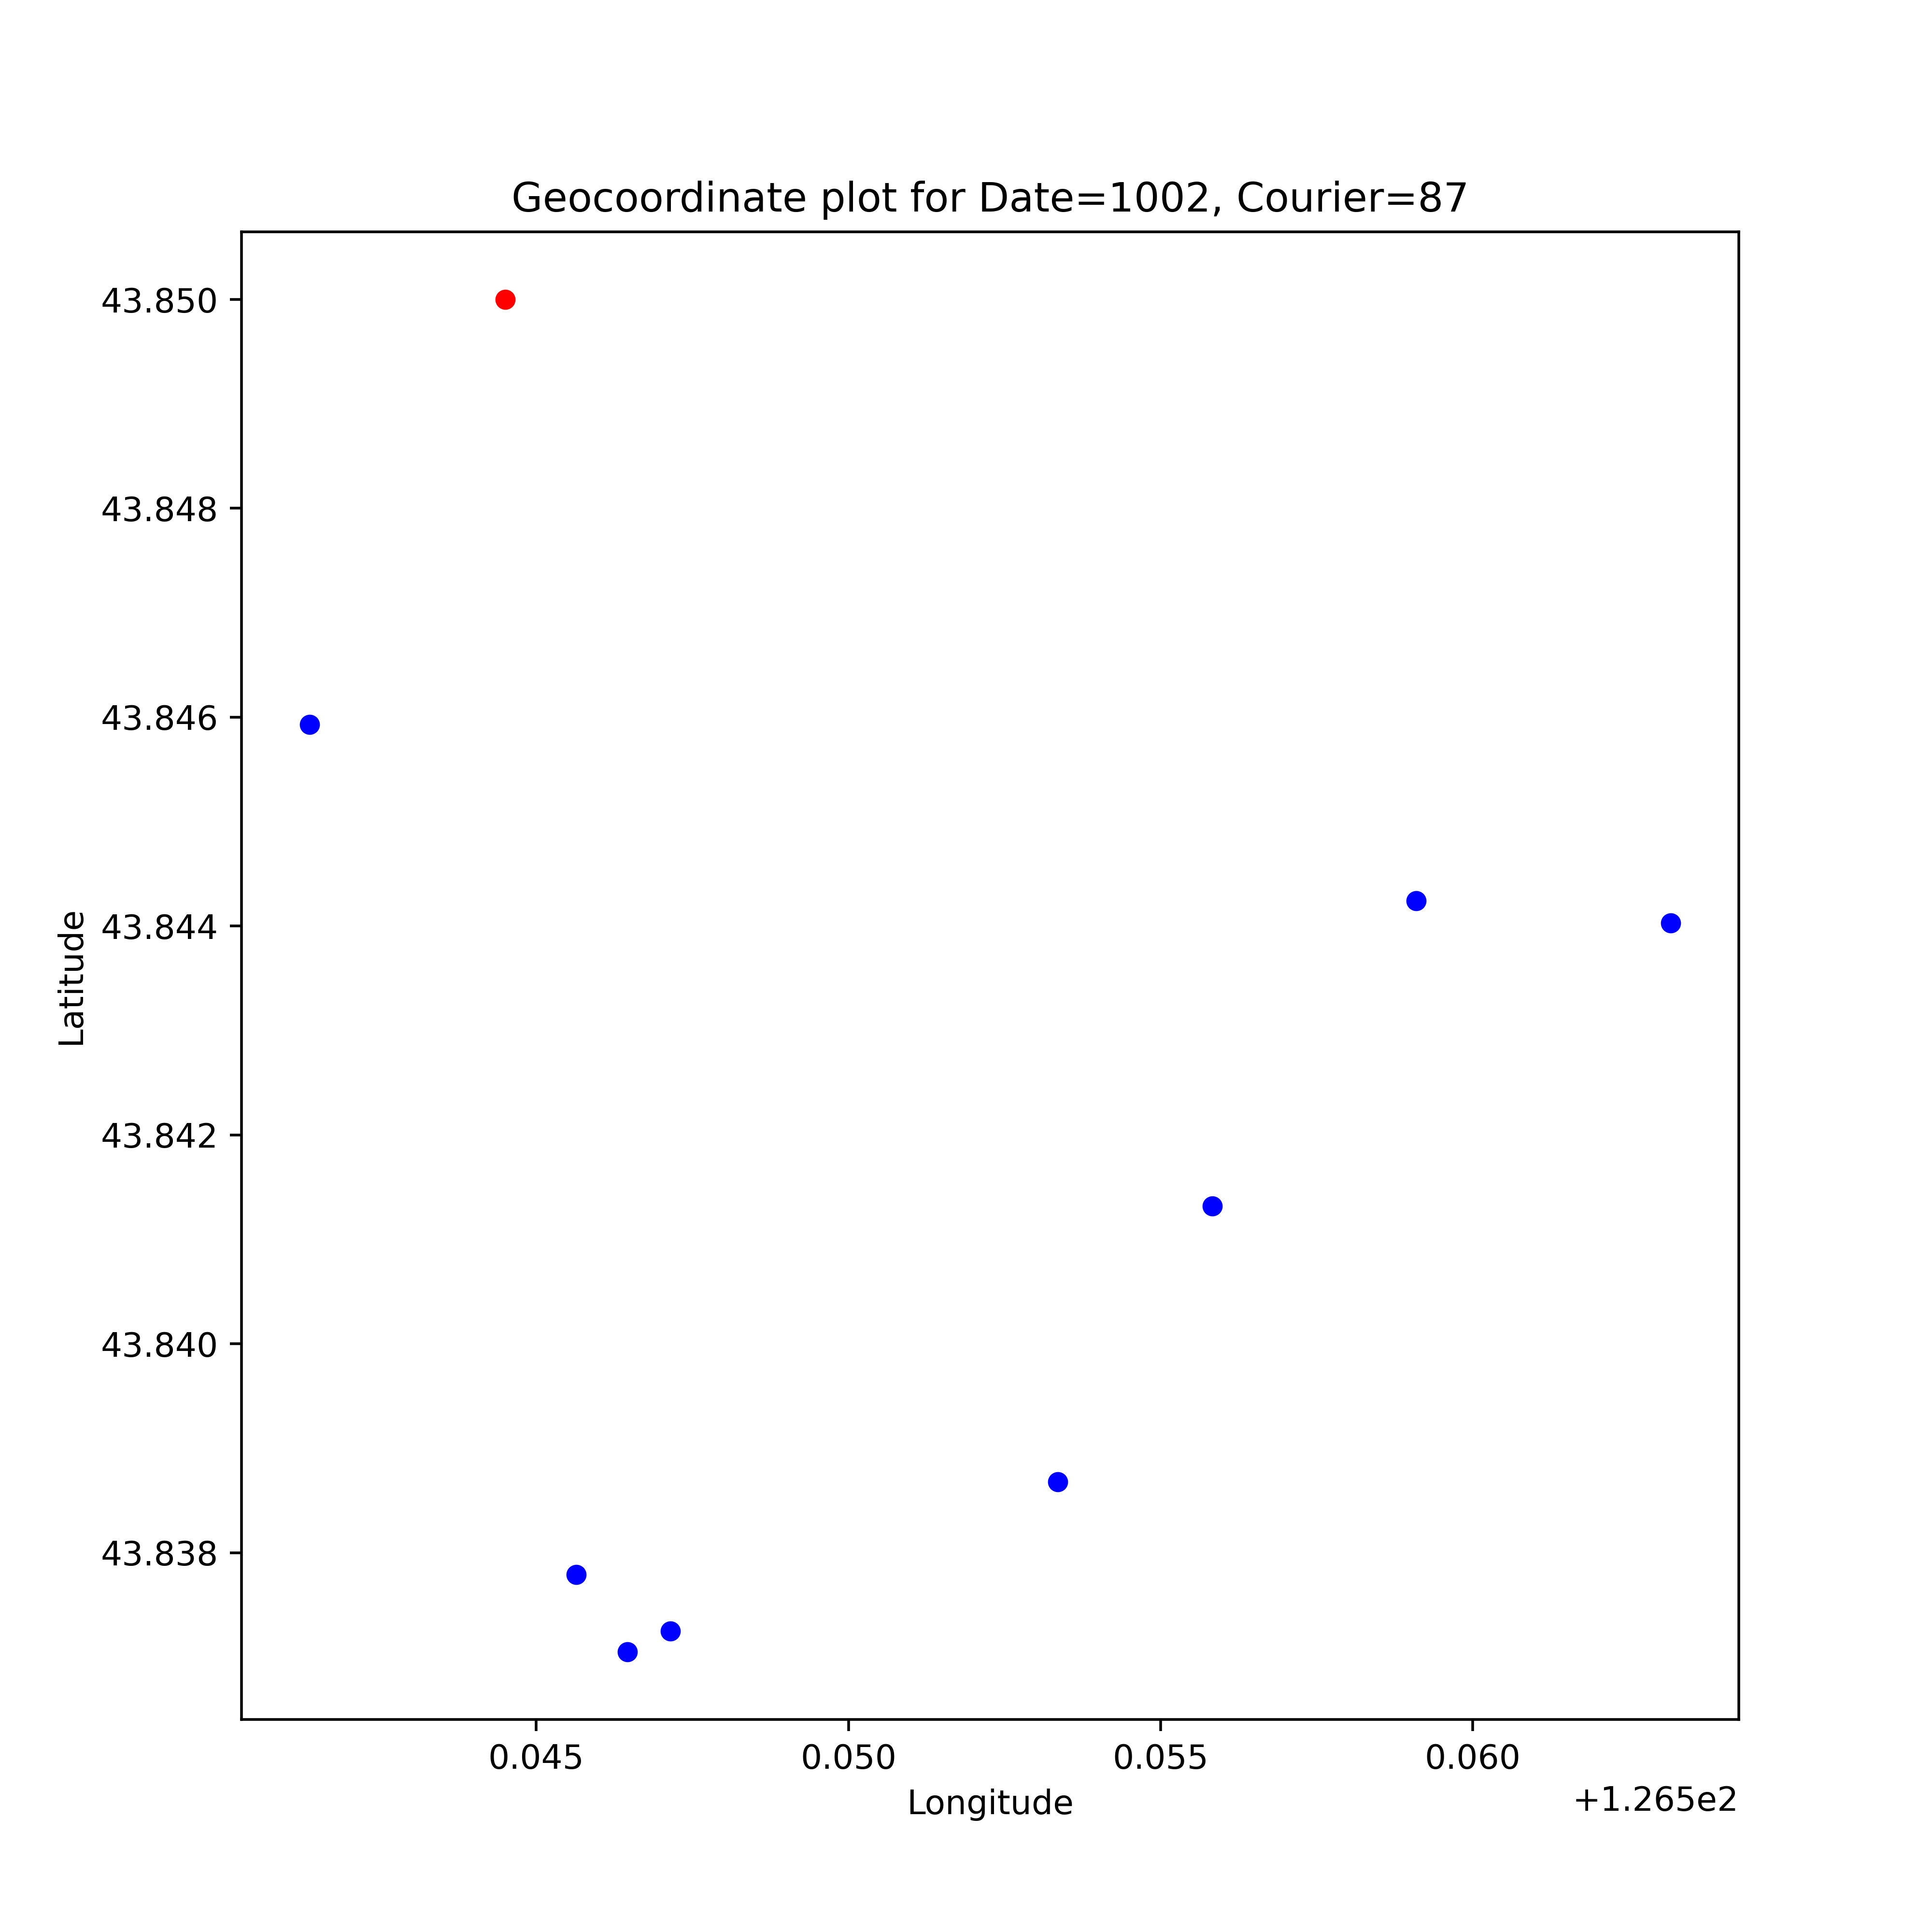 Geocoordinate plot for Date=1002, Courier=87
43.850
43.848
43.846
43.844
43.842
43.840
43.838
Latitude
0.045 0.050 0.055 0.060
Longitude
+1.265e2